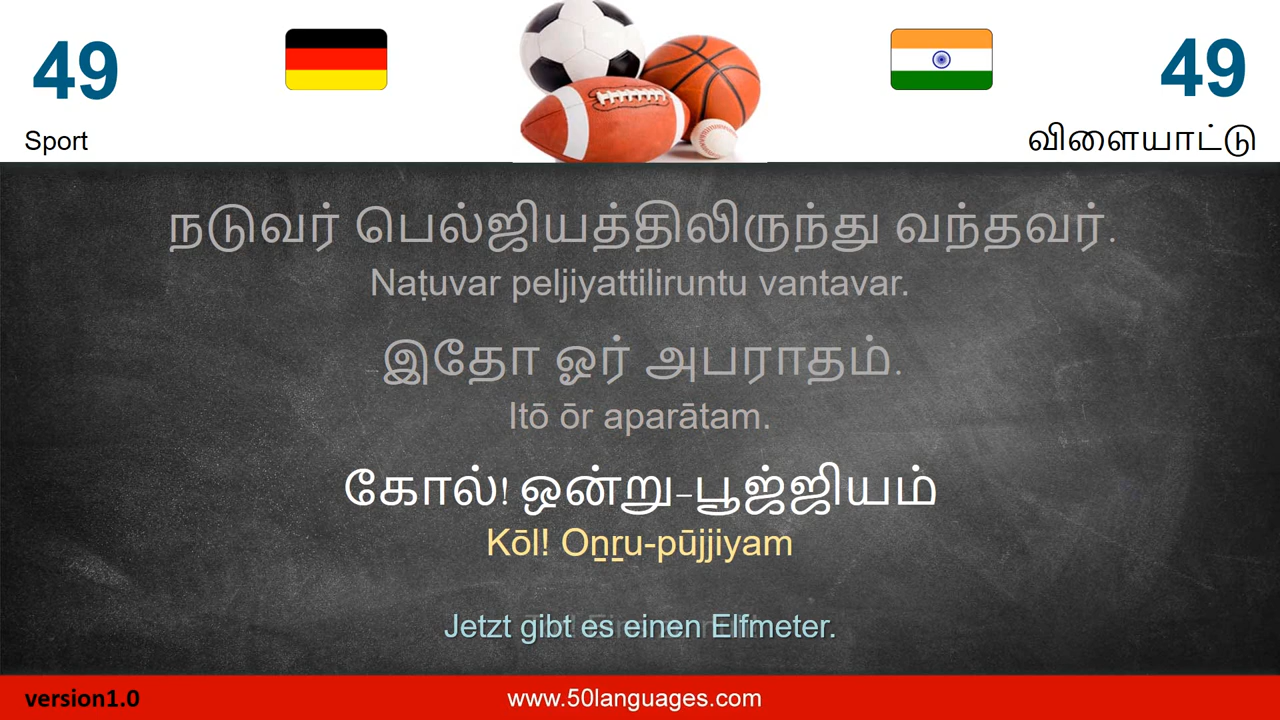 49
49
Sport
விளையாட்டு
நடுவர் பெல்ஜியத்திலிருந்து வந்தவர்.
Naṭuvar peljiyattiliruntu vantavar.
இதோ ஓர் அபராதம்.
Itō ōr aparātam.
கோல்! ஒன்று–பூஜ்ஜியம்
Kōl! Oṉṟu-pūjjiyam
Jetzt gibt es einen Elfmeter.
version1.0
www.50languages.com